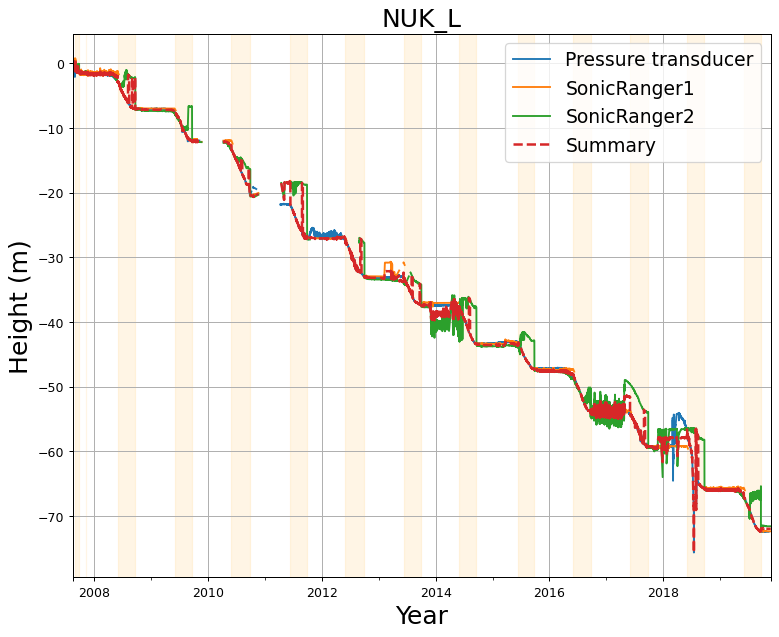 NUK_L
Pressure transducer
SonicRanger1
SonicRanger2
Summary
Height (m)
0
−10
−20
−30
−40
−50
−60
−70
2008 2010 2012 2014 2016 2018
Year